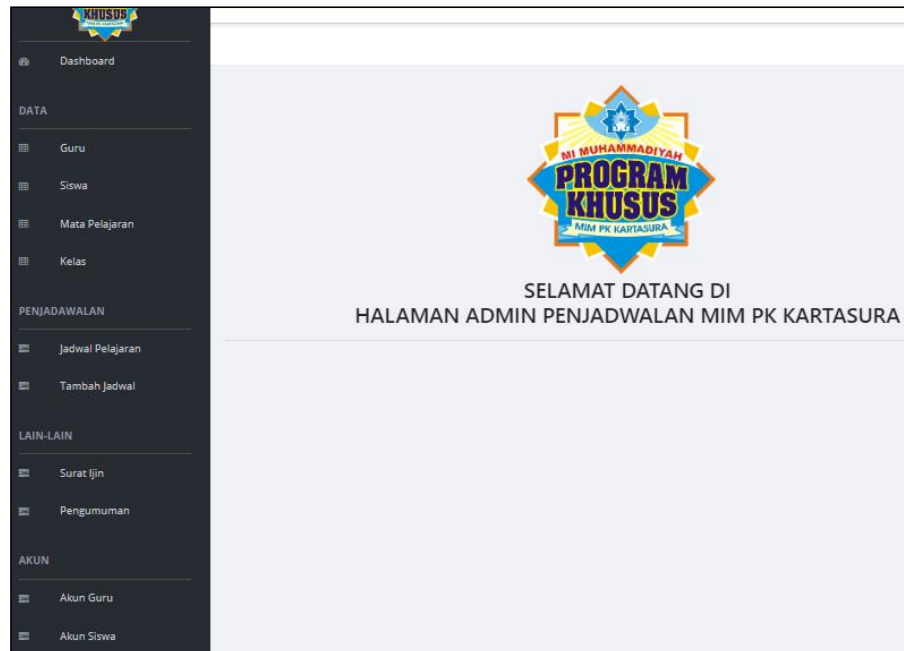 KHUSUS
Dashboard
DATA
Guru
Siswa
Mata Pelajaran
Kelas
PENJADAWALAN
Jadwal Pelajaran
Tambah Jadwal
LAIN-LAIN
Surat Ijin
Pengumuman
AKUN
Akun Guru
Akun Siswa
MI MUHAMMADIYAH
PROGRAM
KHUSUS
MIM PK KARTASURA
SELAMAT DATANG DI
HALAMAN ADMIN PENJADWALAN MIM PK KARTASURA